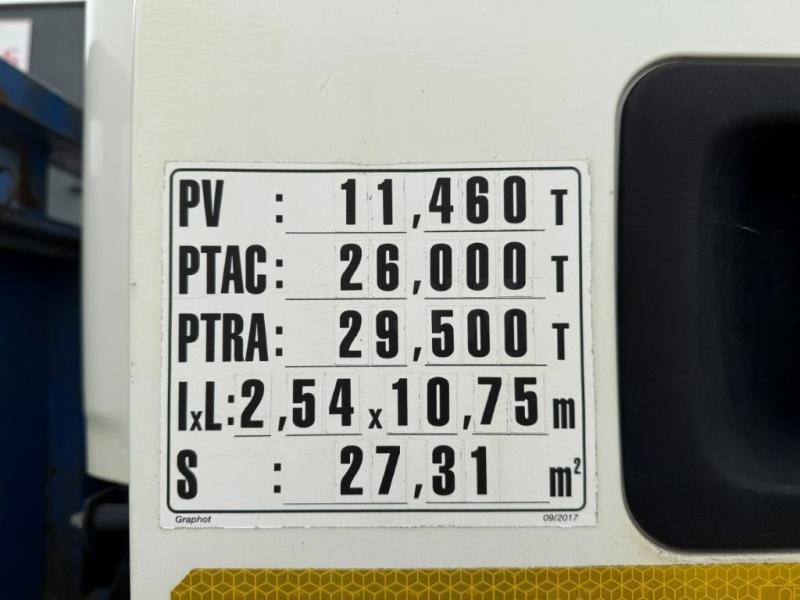 PV : 11,460 T
PTAC: 26,000 T
PTRA: 29,500 T
IxL: 2,54 x 10,75 m
S : 27,31 m²
Graphot 09/2017